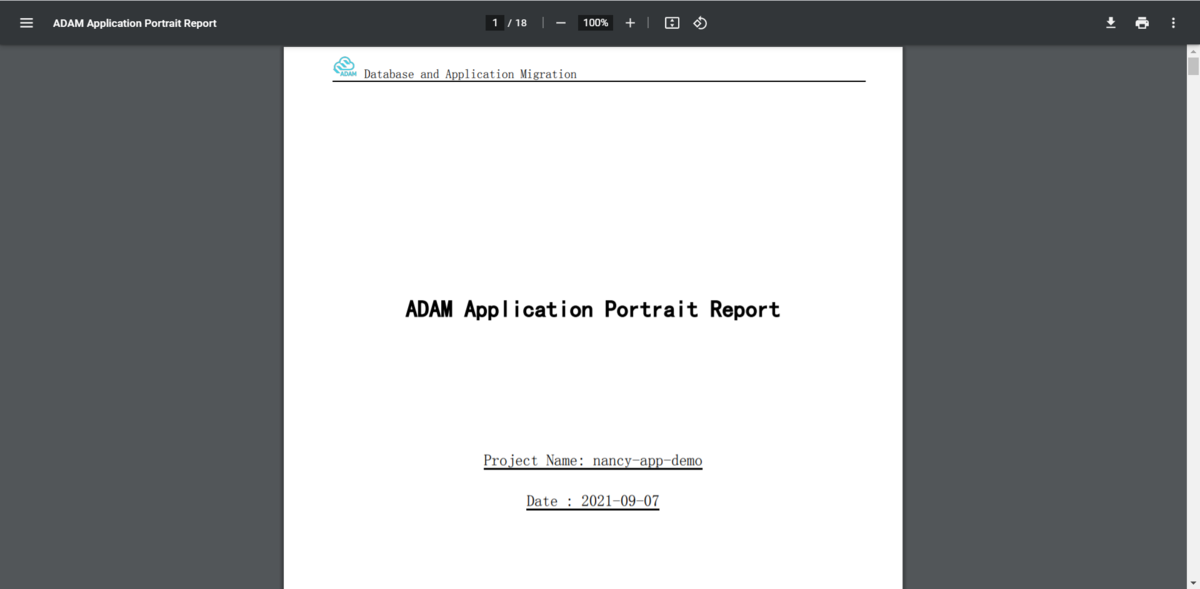 ADAM Application Portrait Report
1 / 18
100%
ADAM
Database and Application Migration
ADAM Application Portrait Report
Project Name: nancy-app-demo
Date : 2021-09-07